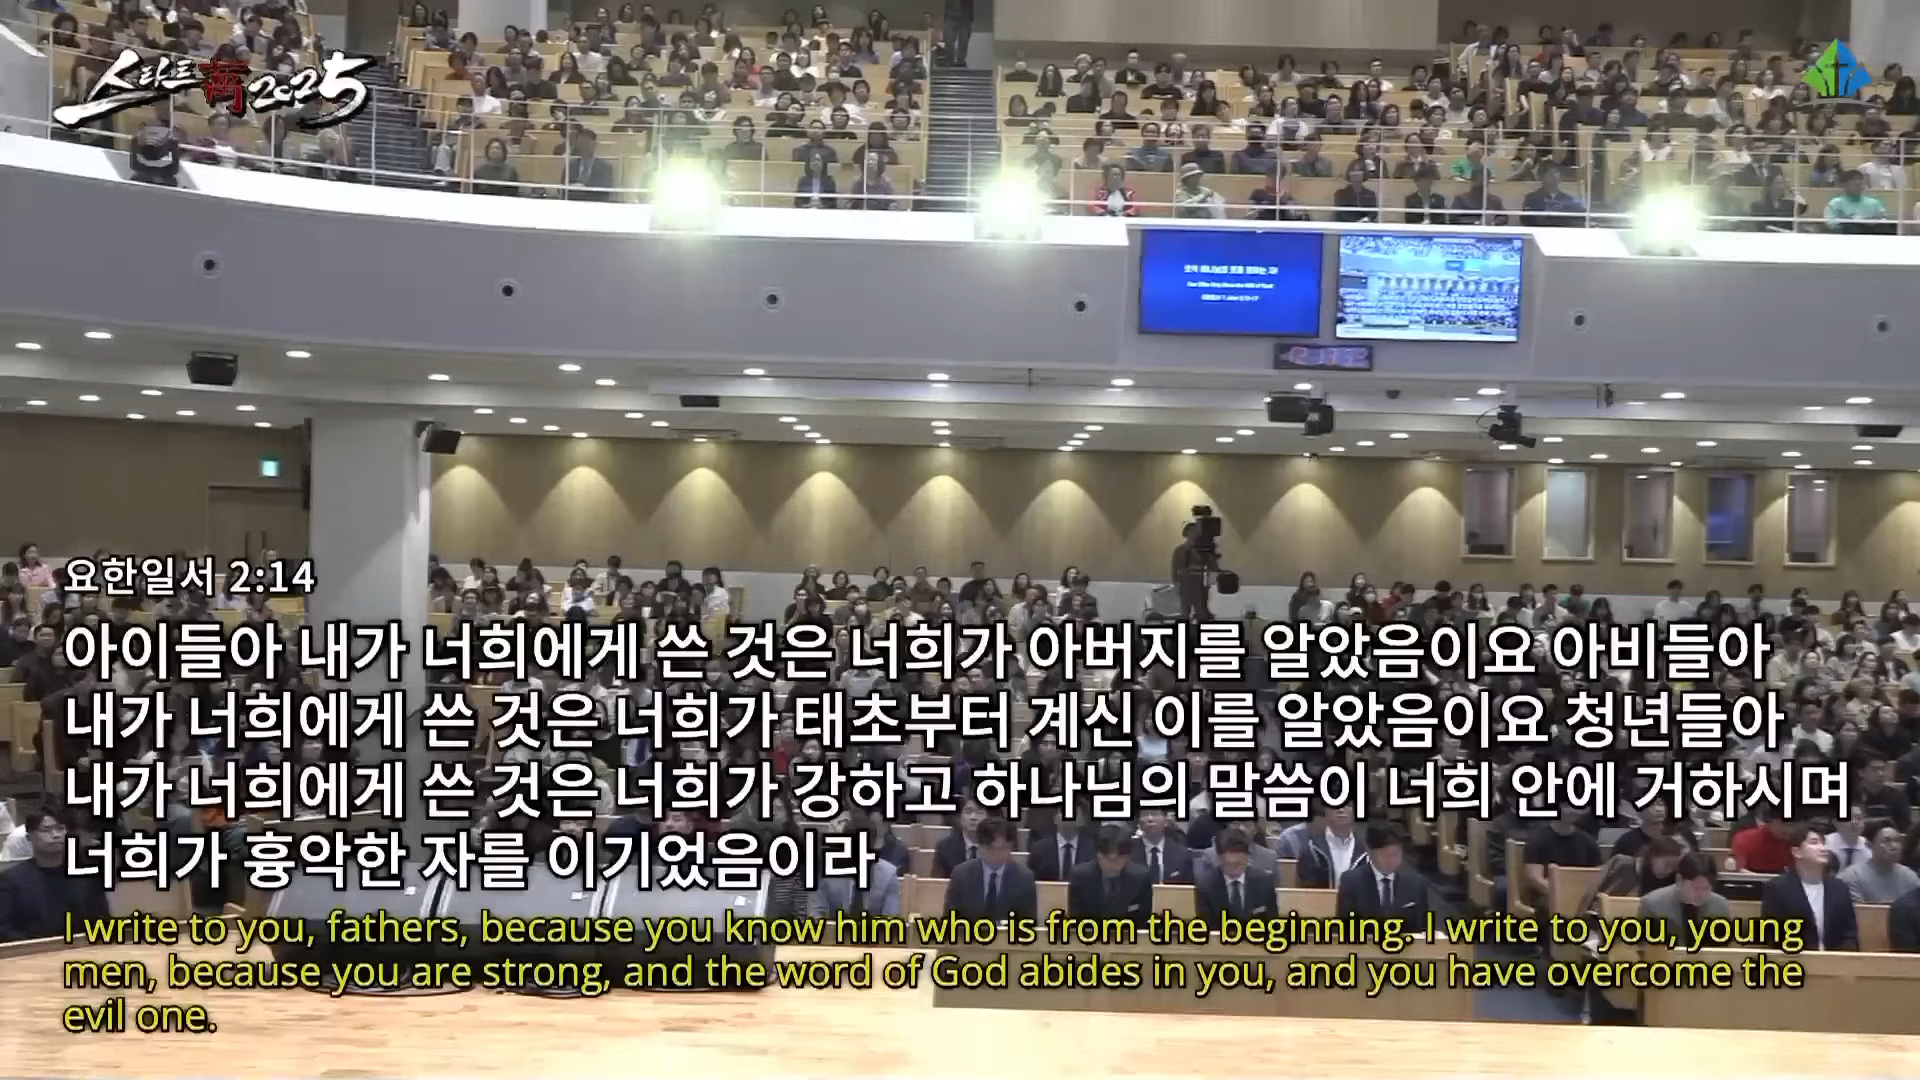 스타트 新 2025
요한일서 2:14
아이들아 내가 너희에게 쓴 것은 너희가 아버지를 알았음이요 아비들아
내가 너희에게 쓴 것은 너희가 태초부터 계신 이를 알았음이요 청년들아
내가 너희에게 쓴 것은 너희가 강하고 하나님의 말씀이 너희 안에 거하시며
너희가 흉악한 자를 이기었음이라
I write to you, fathers, because you know him who is from the beginning. I write to you, young
men, because you are strong, and the word of God abides in you, and you have overcome the
evil one.